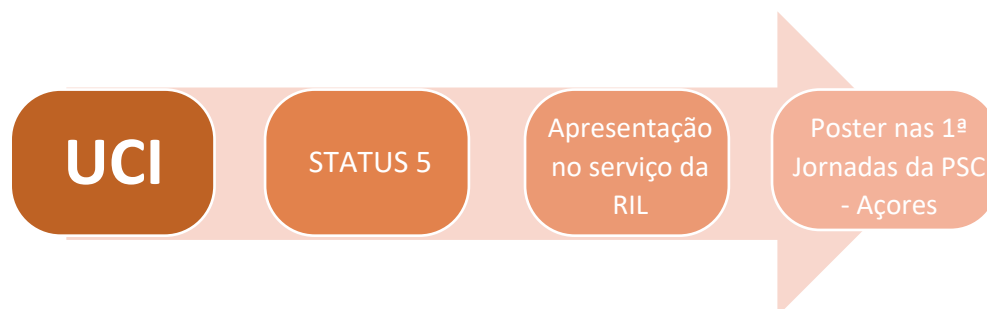 UCI
STATUS 5
Apresentação
no serviço da
RIL
Poster nas 1ª
Jornadas da PSC
- Açores